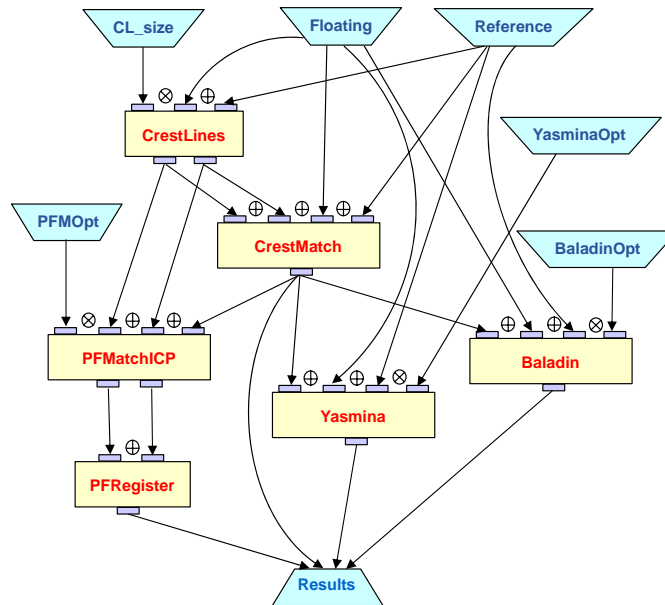 CL_size
Floating
Reference
⊗
⊕
CrestLines
YasminaOpt
PFMOpt
⊕
⊕
⊕
CrestMatch
BaladinOpt
⊗
⊕
⊕
PFMatchICP
⊕
⊕
⊗
Baladin
⊕
⊕
⊗
Yasmina
⊕
PFRegister
Results